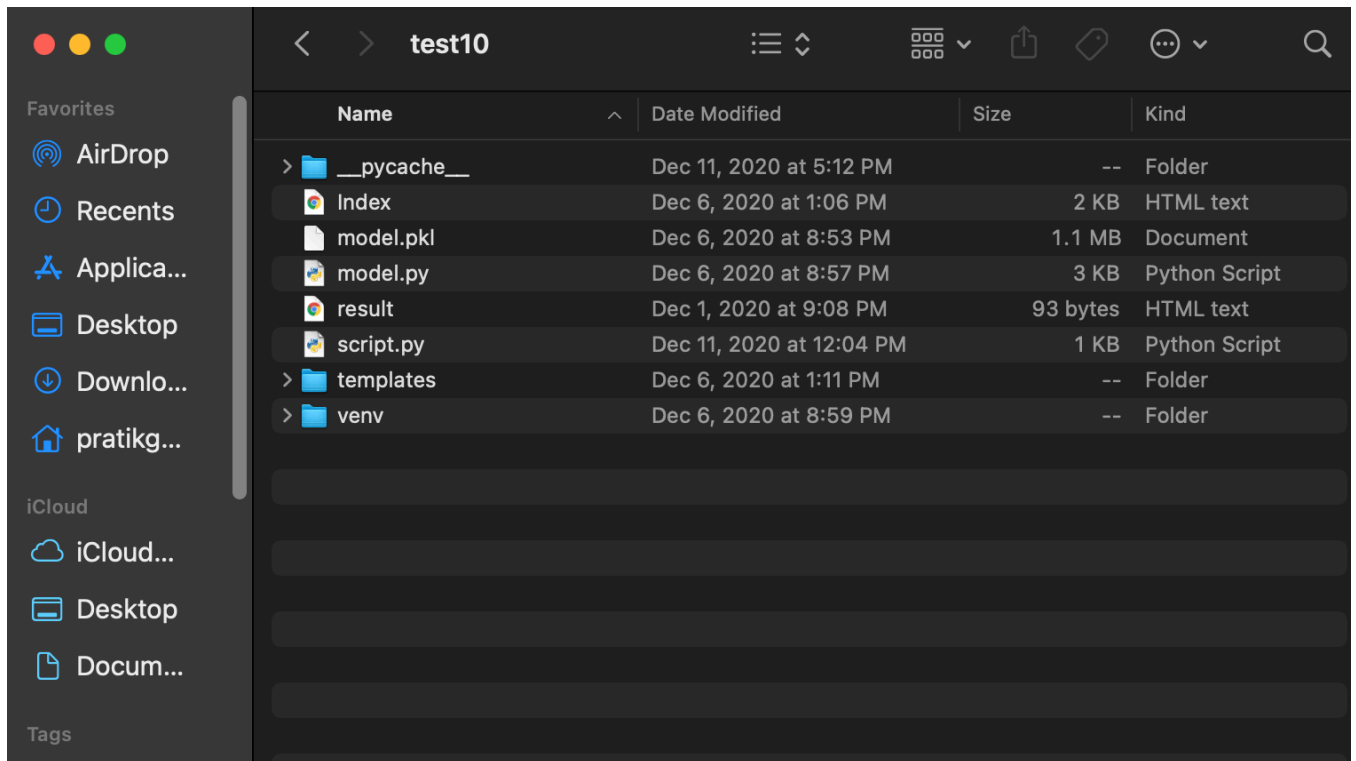 test10
Favorites
AirDrop
Recents
Applica...
Desktop
Downlo...
pratikg...
iCloud
iCloud...
Desktop
Docum...
Tags
Name Date Modified Size Kind
__pycache__ Dec 11, 2020 at 5:12 PM -- Folder
Index Dec 6, 2020 at 1:06 PM 2 KB HTML text
model.pkl Dec 6, 2020 at 8:53 PM 1.1 MB Document
model.py Dec 6, 2020 at 8:57 PM 3 KB Python Script
result Dec 1, 2020 at 9:08 PM 93 bytes HTML text
script.py Dec 11, 2020 at 12:04 PM 1 KB Python Script
templates Dec 6, 2020 at 1:11 PM -- Folder
venv Dec 6, 2020 at 8:59 PM -- Folder